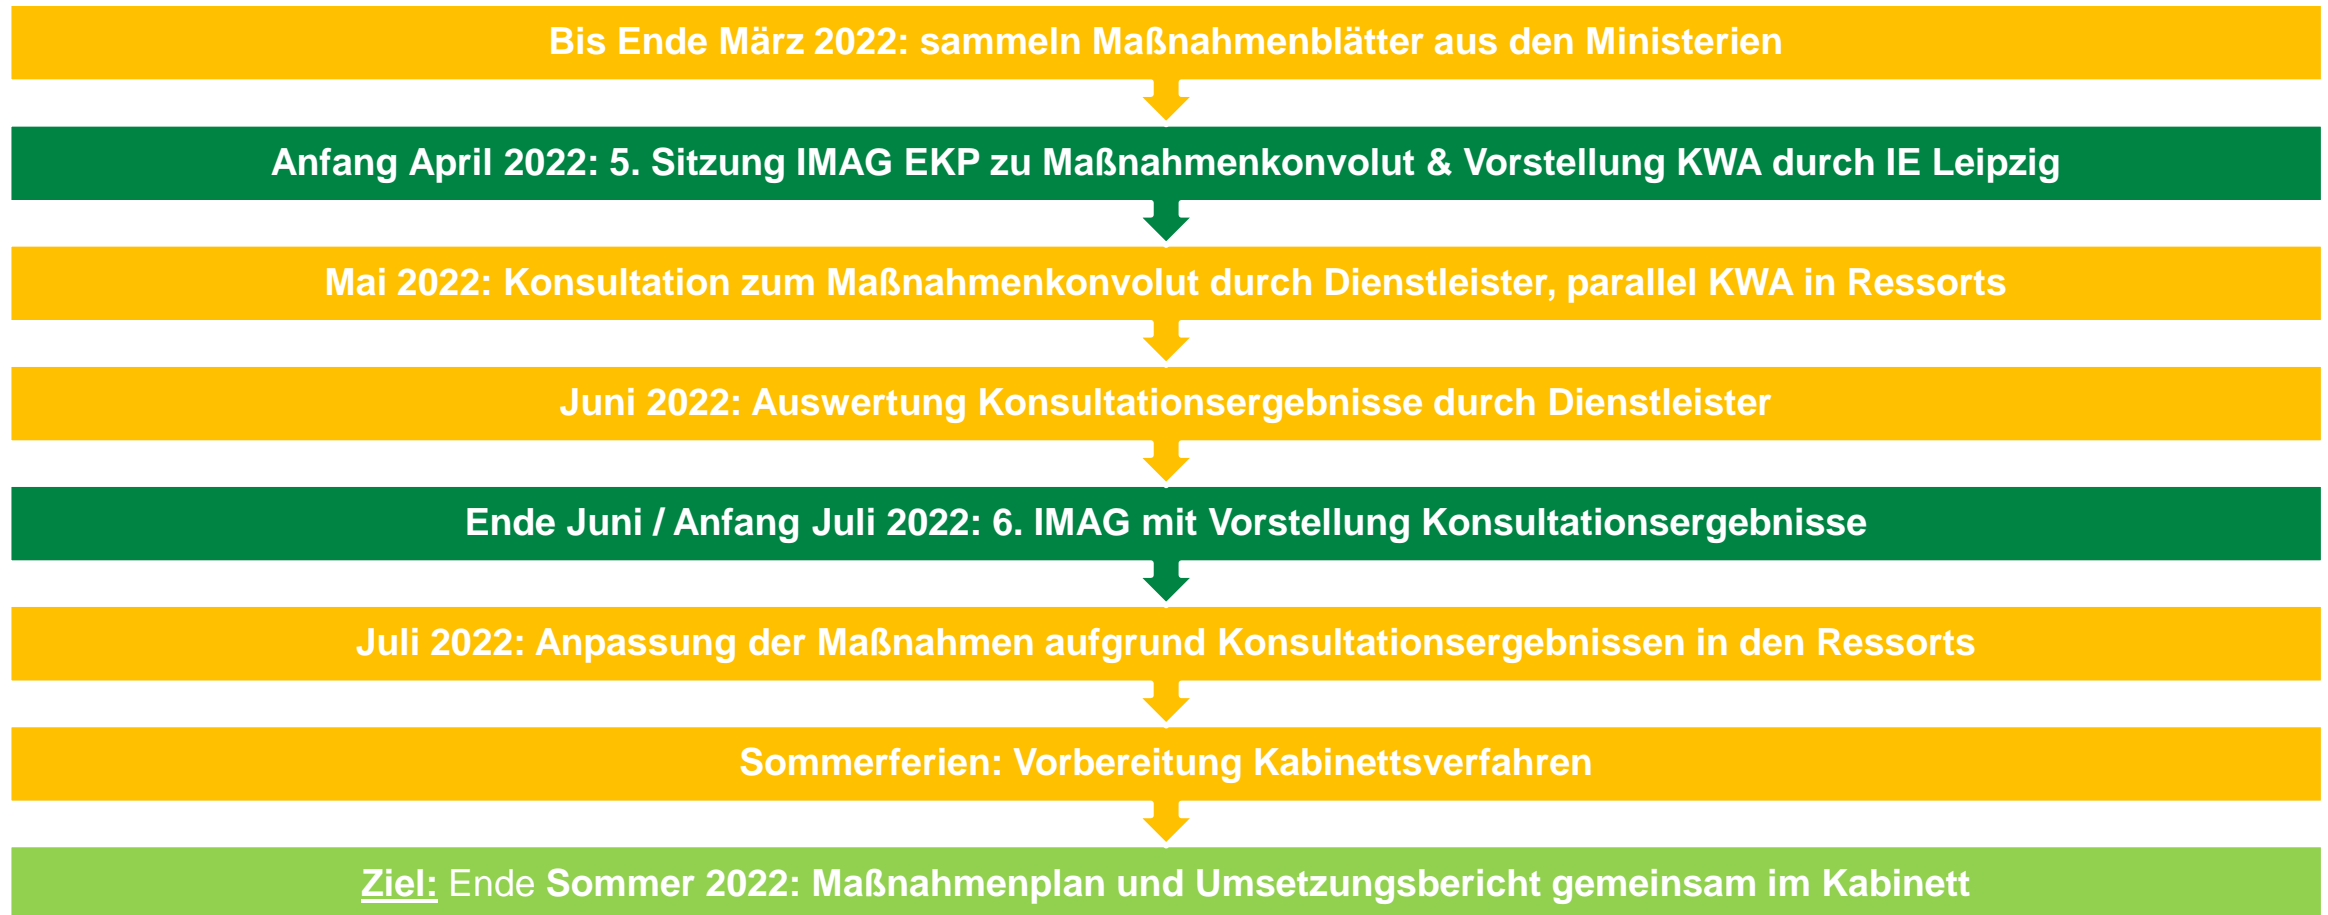 Bis Ende März 2022: sammeln Maßnahmenblätter aus den Ministerien
Anfang April 2022: 5. Sitzung IMAG EKP zu Maßnahmenkonvolut & Vorstellung KWA durch IE Leipzig
Mai 2022: Konsultation zum Maßnahmenkonvolut durch Dienstleister, parallel KWA in Ressorts
Juni 2022: Auswertung Konsultationsergebnisse durch Dienstleister
Ende Juni / Anfang Juli 2022: 6. IMAG mit Vorstellung Konsultationsergebnisse
Juli 2022: Anpassung der Maßnahmen aufgrund Konsultationsergebnissen in den Ressorts
Sommerferien: Vorbereitung Kabinettsverfahren
Ziel: Ende Sommer 2022: Maßnahmenplan und Umsetzungsbericht gemeinsam im Kabinett